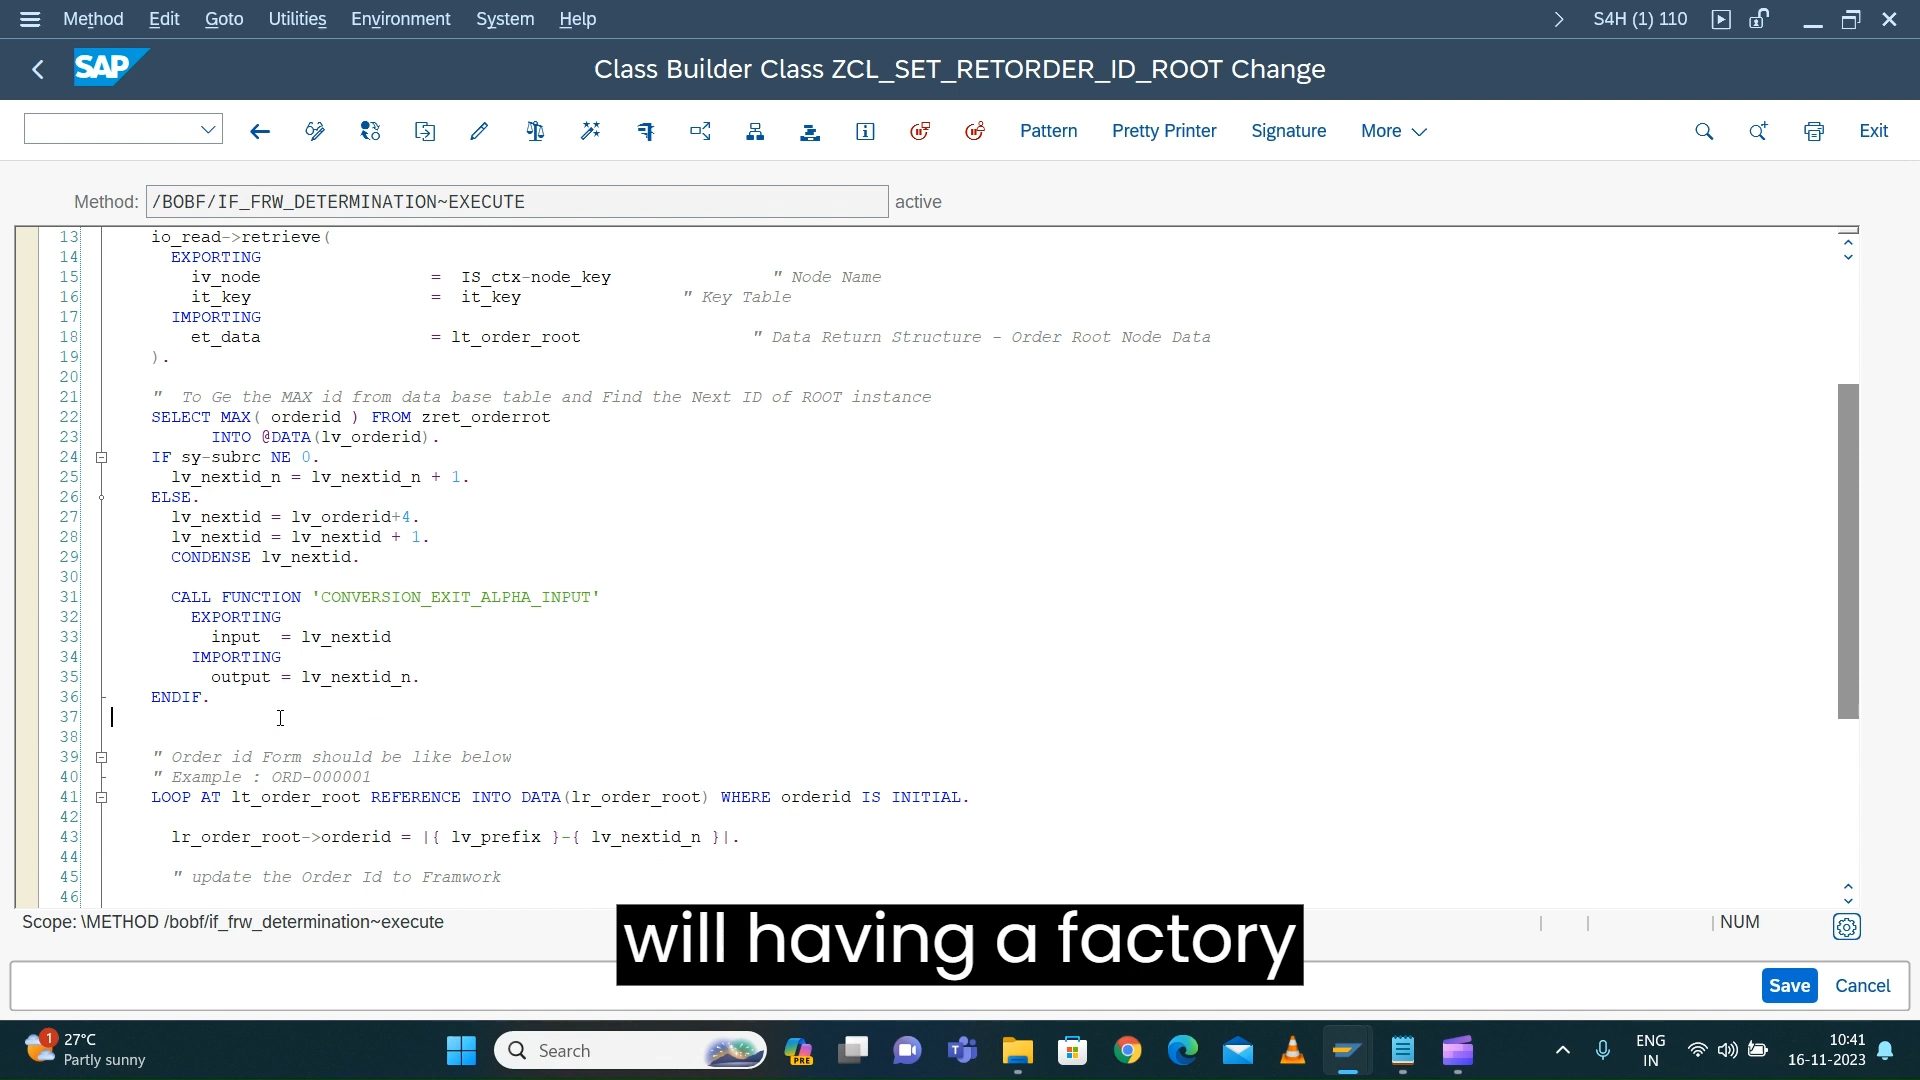 Method Edit Goto Utilities Environment System Help S4H (1) 110
SAP Class Builder Class ZCL_SET_RETORDER_ID_ROOT Change
Pattern Pretty Printer Signature More Exit
Method: /BOBF/IF_FRW_DETERMINATION~EXECUTE active
13 io_read->retrieve(
14 EXPORTING
15 iv_node = IS_ctx-node_key " Node Name
16 it_key = it_key " Key Table
17 IMPORTING
18 et_data = lt_order_root " Data Return Structure - Order Root Node Data
19 ).
20
21 " To Ge the MAX id from data base table and Find the Next ID of ROOT instance
22 SELECT MAX( orderid ) FROM zret_orderrot
23 INTO @DATA(lv_orderid).
24 IF sy-subrc NE 0.
25 lv_nextid_n = lv_nextid_n + 1.
26 ELSE.
27 lv_nextid = lv_orderid+4.
28 lv_nextid = lv_nextid + 1.
29 CONDENSE lv_nextid.
30
31 CALL FUNCTION 'CONVERSION_EXIT_ALPHA_INPUT'
32 EXPORTING
33 input = lv_nextid
34 IMPORTING
35 output = lv_nextid_n.
36 ENDIF.
37
38
39 " Order id Form should be like below
40 " Example : ORD-000001
41 LOOP AT lt_order_root REFERENCE INTO DATA(lr_order_root) WHERE orderid IS INITIAL.
42
43 lr_order_root->orderid = |{ lv_prefix }-{ lv_nextid_n }|.
44
45 " update the Order Id to Framwork
46
Scope: \METHOD /bobf/if_frw_determination~execute NUM
will having a factory
Save Cancel
1 27°C
Partly sunny
Search
PRE
ENG
IN
10:41
16-11-2023